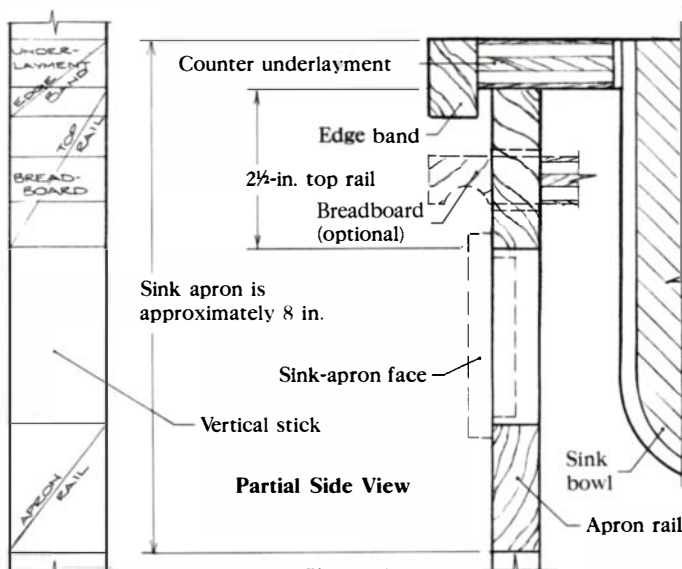 UNDER-
LAYMENT
EDGE
BAND
TOP
RAIL
BREAD-
BOARD
APRON
RAIL
Counter underlayment
Edge band
2½-in. top rail
Breadboard
(optional)
Sink apron is
approximately 8 in.
Sink-apron face
Vertical stick
Partial Side View
Sink
bowl
Apron rail